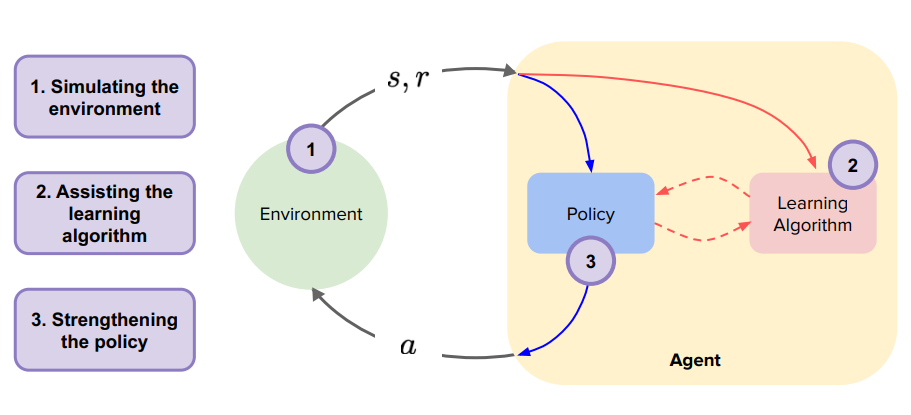 1. Simulating the
environment
2. Assisting the
learning
algorithm
3. Strengthening
the policy
s, r
1
Environment
a
2
Policy
Learning
Algorithm
3
Agent